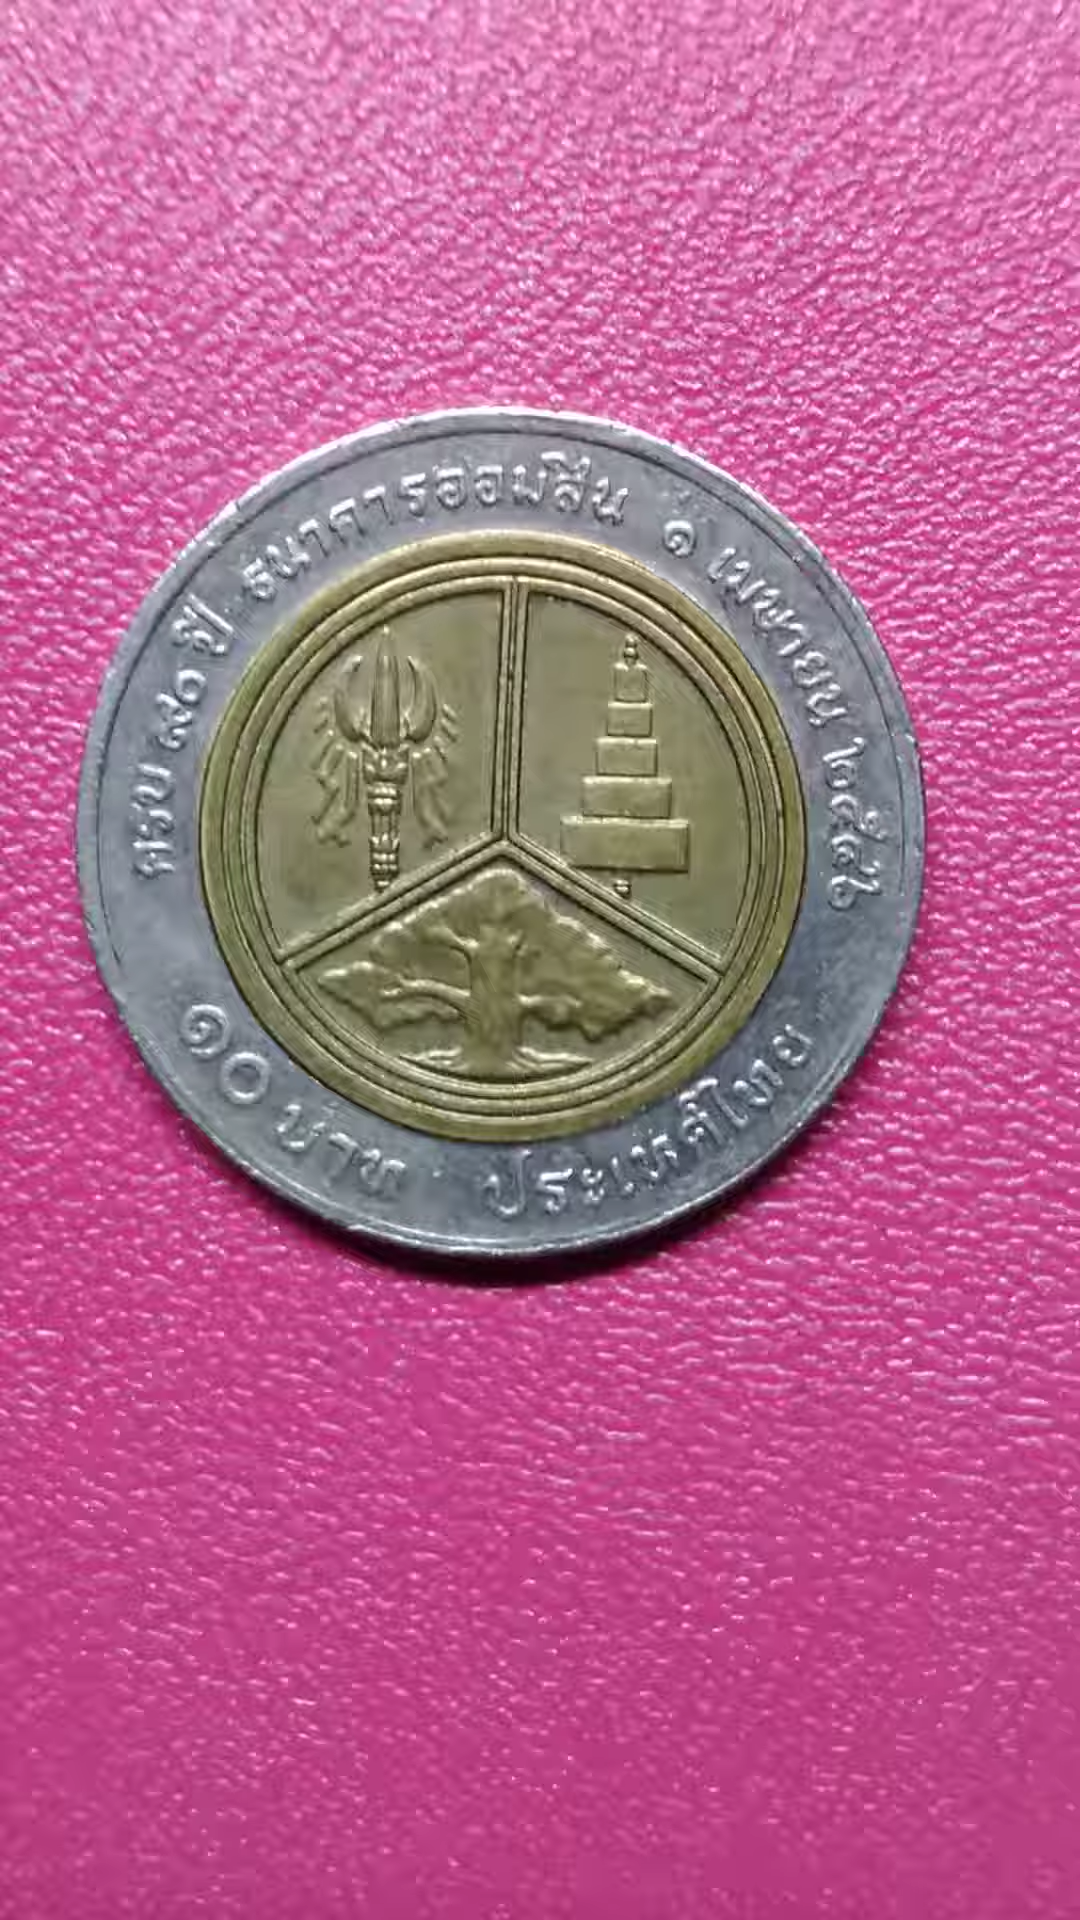 ครบ ๙๐ ปี ธนาคารออมสิน ๑ เมษายน ๒๕๔๖
๑๐ บาท ประเทศไทย